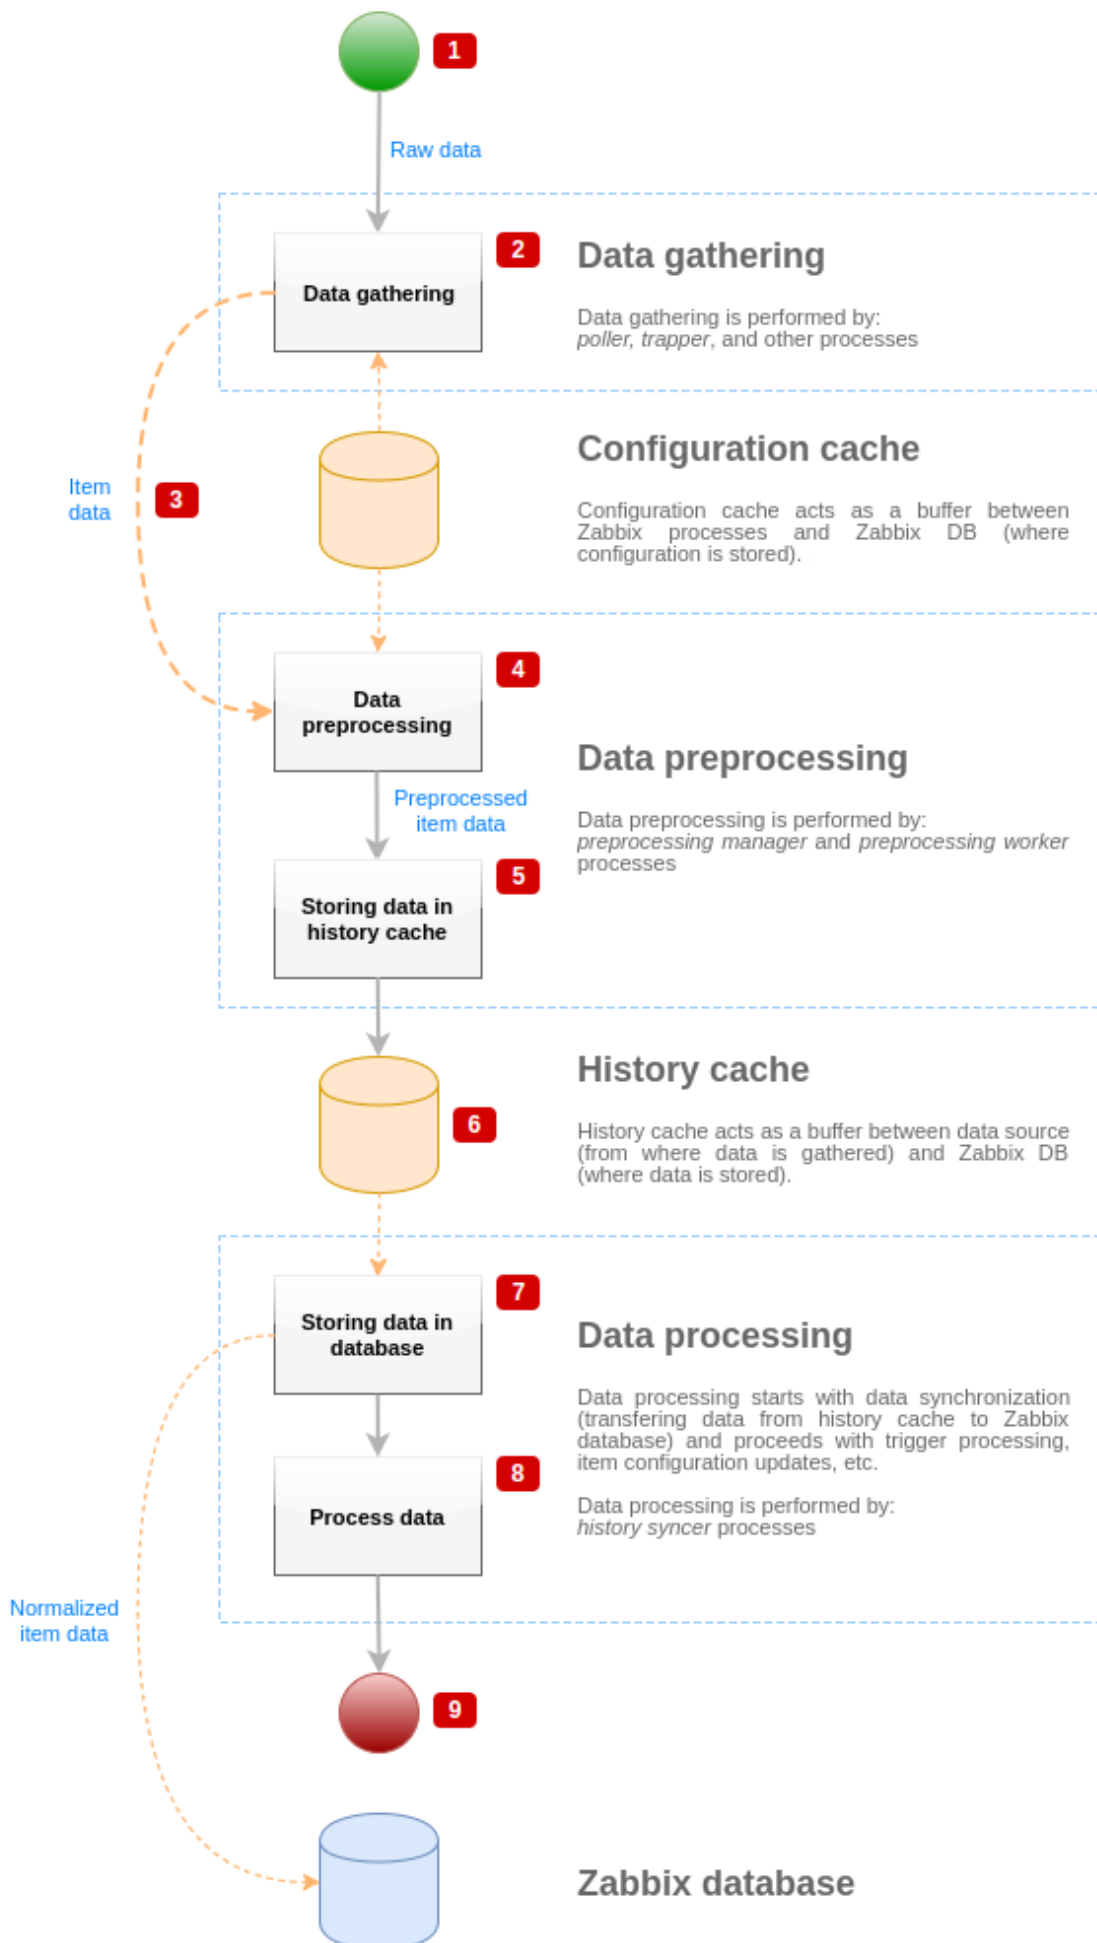 1
Raw data
2
Data gathering
Data gathering
Data gathering is performed by:
poller, trapper, and other processes
Item
data
3
Configuration cache
Configuration cache acts as a buffer between
Zabbix processes and Zabbix DB (where
configuration is stored).
4
Data
preprocessing
Preprocessed
item data
Data preprocessing
Data preprocessing is performed by:
preprocessing manager and preprocessing worker
processes
5
Storing data in
history cache
6
History cache
History cache acts as a buffer between data source
(from where data is gathered) and Zabbix DB
(where data is stored).
7
Storing data in
database
Data processing
Data processing starts with data synchronization
(transfering data from history cache to Zabbix
database) and proceeds with trigger processing,
item configuration updates, etc.
8
Process data
Data processing is performed by:
history syncer processes
Normalized
item data
9
Zabbix database